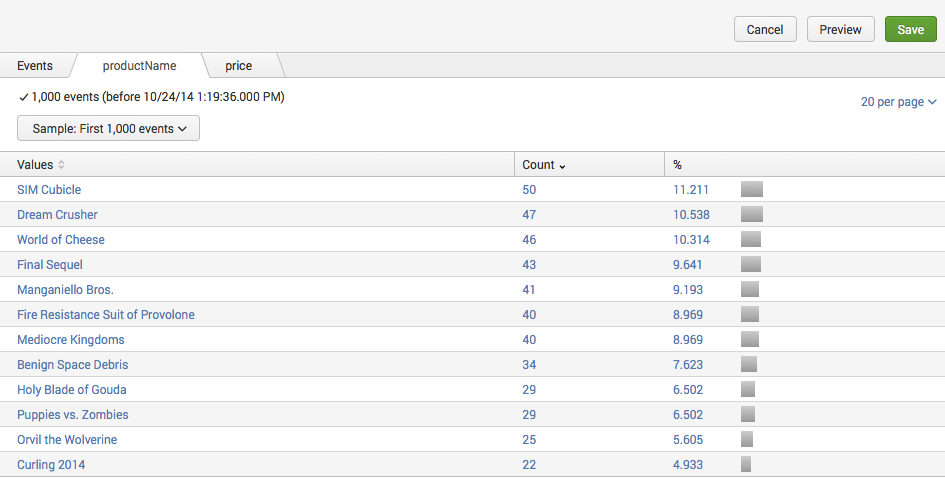 Cancel Preview Save
Events productName price
1,000 events (before 10/24/14 1:19:36.000 PM)
20 per page
Sample: First 1,000 events
Values Count %
SIM Cubicle 50 11.211
Dream Crusher 47 10.538
World of Cheese 46 10.314
Final Sequel 43 9.641
Manganiello Bros. 41 9.193
Fire Resistance Suit of Provolone 40 8.969
Mediocre Kingdoms 40 8.969
Benign Space Debris 34 7.623
Holy Blade of Gouda 29 6.502
Puppies vs. Zombies 29 6.502
Orvil the Wolverine 25 5.605
Curling 2014 22 4.933